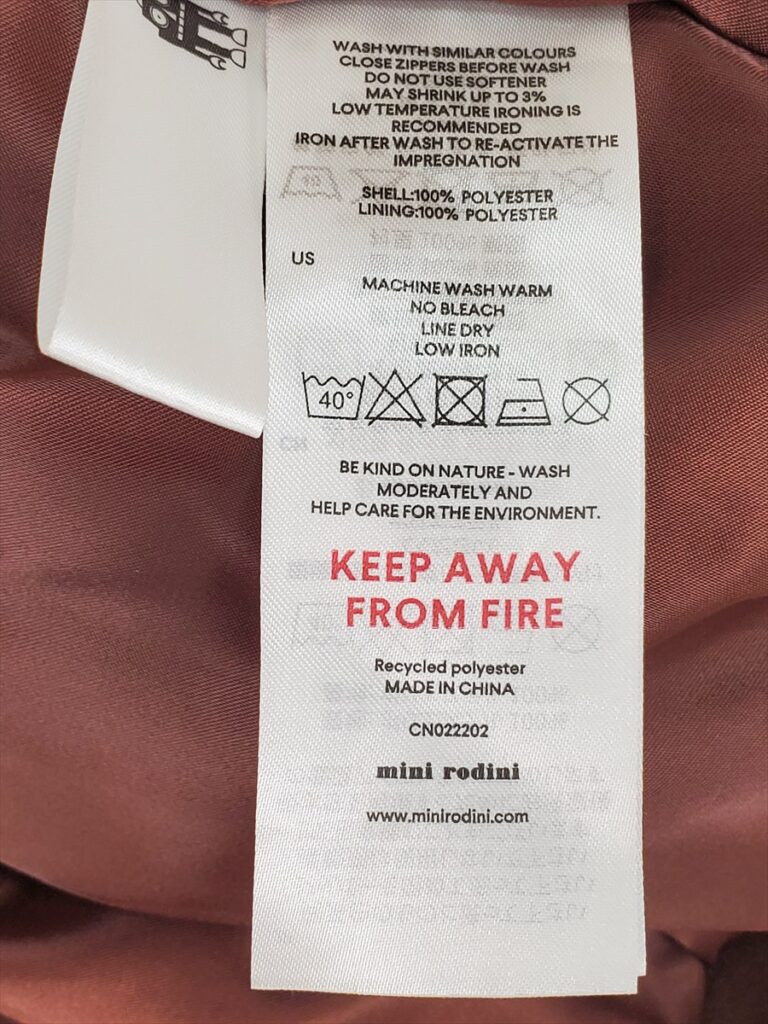 WASH WITH SIMILAR COLOURS
CLOSE ZIPPERS BEFORE WASH
DO NOT USE SOFTENER
MAY SHRINK UP TO 3%
LOW TEMPERATURE IRONING IS
RECOMMENDED
IRON AFTER WASH TO RE-ACTIVATE THE
IMPREGNATION
SHELL:100% POLYESTER
LINING:100% POLYESTER
US
MACHINE WASH WARM
NO BLEACH
LINE DRY
LOW IRON
40°
BE KIND ON NATURE - WASH
MODERATELY AND
HELP CARE FOR THE ENVIRONMENT.
KEEP AWAY
FROM FIRE
Recycled polyester
MADE IN CHINA
CN022202
mini rodini
www.minirodini.com